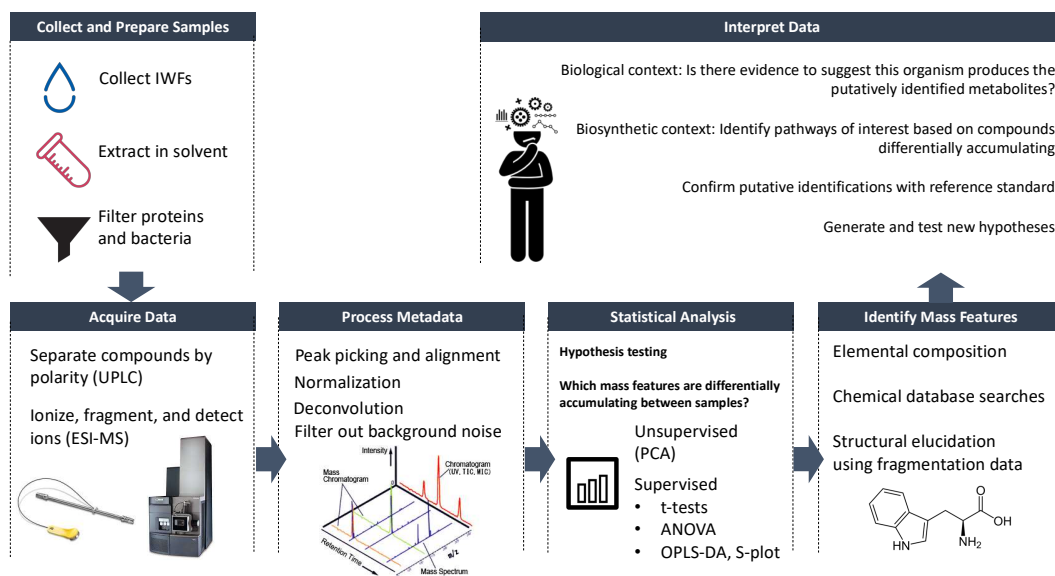 Collect and Prepare Samples
Collect IWFs
Extract in solvent
Filter proteins
and bacteria
Interpret Data
Biological context: Is there evidence to suggest this organism produces the
putatively identified metabolites?
Biosynthetic context: Identify pathways of interest based on compounds
differentially accumulating
Confirm putative identifications with reference standard
Generate and test new hypotheses
Acquire Data
Separate compounds by
polarity (UPLC)
Ionize, fragment, and detect
ions (ESI-MS)
Process Metadata
Peak picking and alignment
Normalization
Deconvolution
Filter out background noise
Intensity
Mass
Chromatogram
Chromatogram
(UV, TIC, MIC)
0
Retention Time
m/z
Mass Spectrum
Statistical Analysis
Hypothesis testing
Which mass features are differentially
accumulating between samples?
Unsupervised
(PCA)
Supervised
• t-tests
• ANOVA
• OPLS-DA, S-plot
Identify Mass Features
Elemental composition
Chemical database searches
Structural elucidation
using fragmentation data
O
OH
NH2
HN